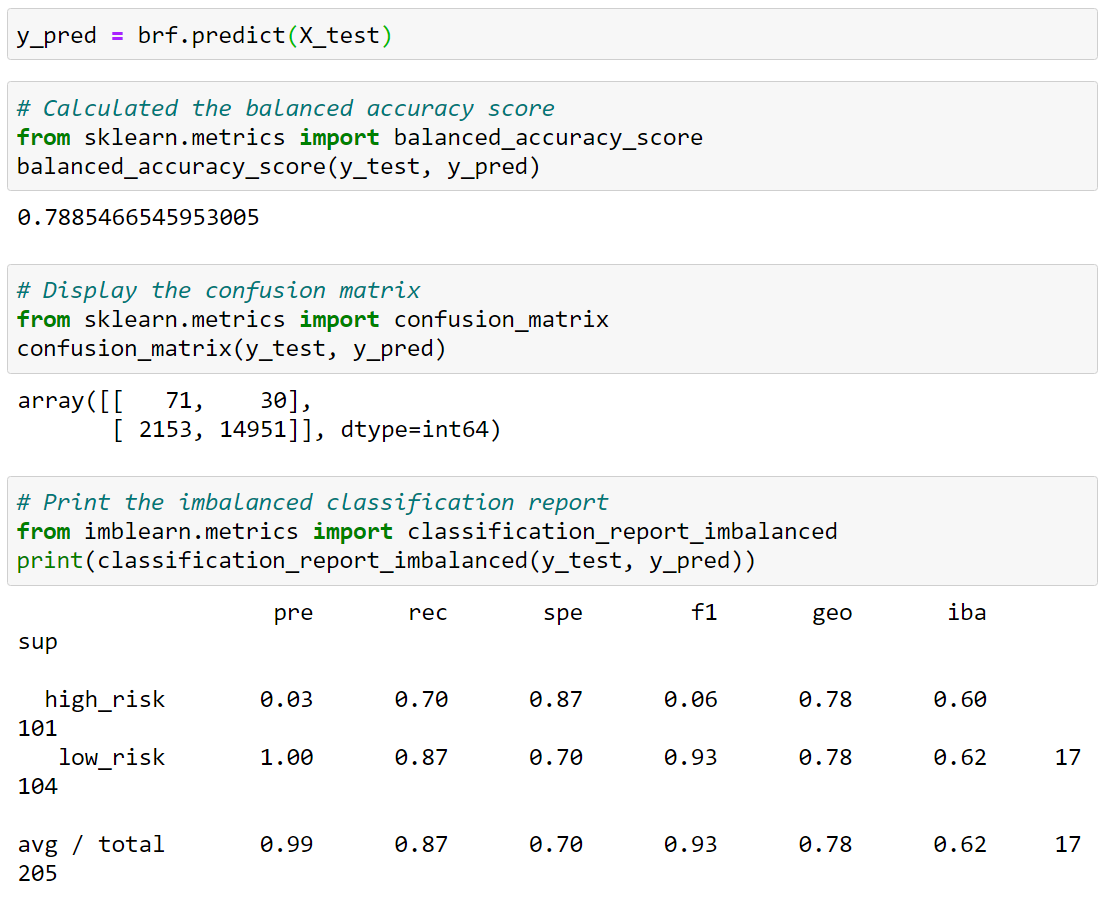 y_pred = brf.predict(X_test)
# Calculated the balanced accuracy score
from sklearn.metrics import balanced_accuracy_score
balanced_accuracy_score(y_test, y_pred)
0.7885466545953005
# Display the confusion matrix
from sklearn.metrics import confusion_matrix
confusion_matrix(y_test, y_pred)
array([[   71,    30],
       [ 2153, 14951]], dtype=int64)
# Print the imbalanced classification report
from imblearn.metrics import classification_report_imbalanced
print(classification_report_imbalanced(y_test, y_pred))
                   pre       rec       spe        f1       geo       iba
sup
  high_risk       0.03      0.70      0.87      0.06      0.78      0.60
101
   low_risk       1.00      0.87      0.70      0.93      0.78      0.62     17
104
avg / total       0.99      0.87      0.70      0.93      0.78      0.62     17
205